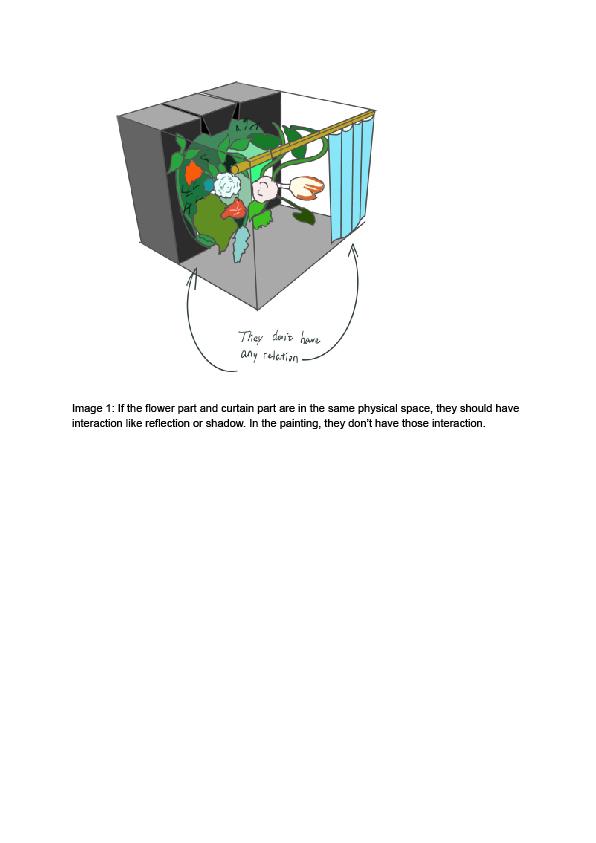 They don't have
any relation
Image 1: If the flower part and curtain part are in the same physical space, they should have
interaction like reflection or shadow. In the painting, they don’t have those interaction.